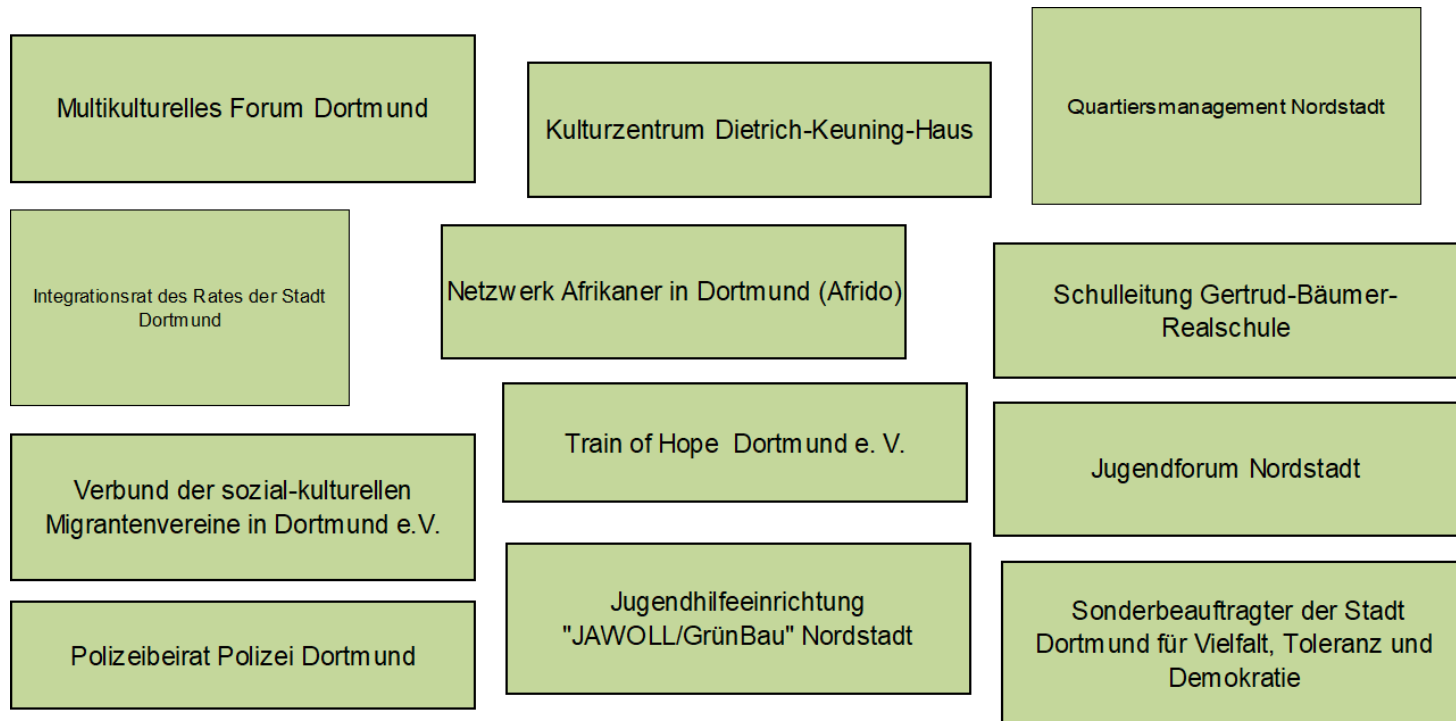 Multikulturelles Forum Dortmund
Kulturzentrum Dietrich-Keuning-Haus
Quartiersmanagement Nordstadt
Integrationsrat des Rates der Stadt
Dortmund
Netzwerk Afrikaner in Dortmund (Afrido)
Schulleitung Gertrud-Bäumer-
Realschule
Train of Hope Dortmund e. V.
Jugendforum Nordstadt
Verbund der sozial-kulturellen
Migrantenvereine in Dortmund e.V.
Jugendhilfeeinrichtung
"JAWOLL/GrünBau" Nordstadt
Sonderbeauftragter der Stadt
Dortmund für Vielfalt, Toleranz und
Demokratie
Polizeibeirat Polizei Dortmund